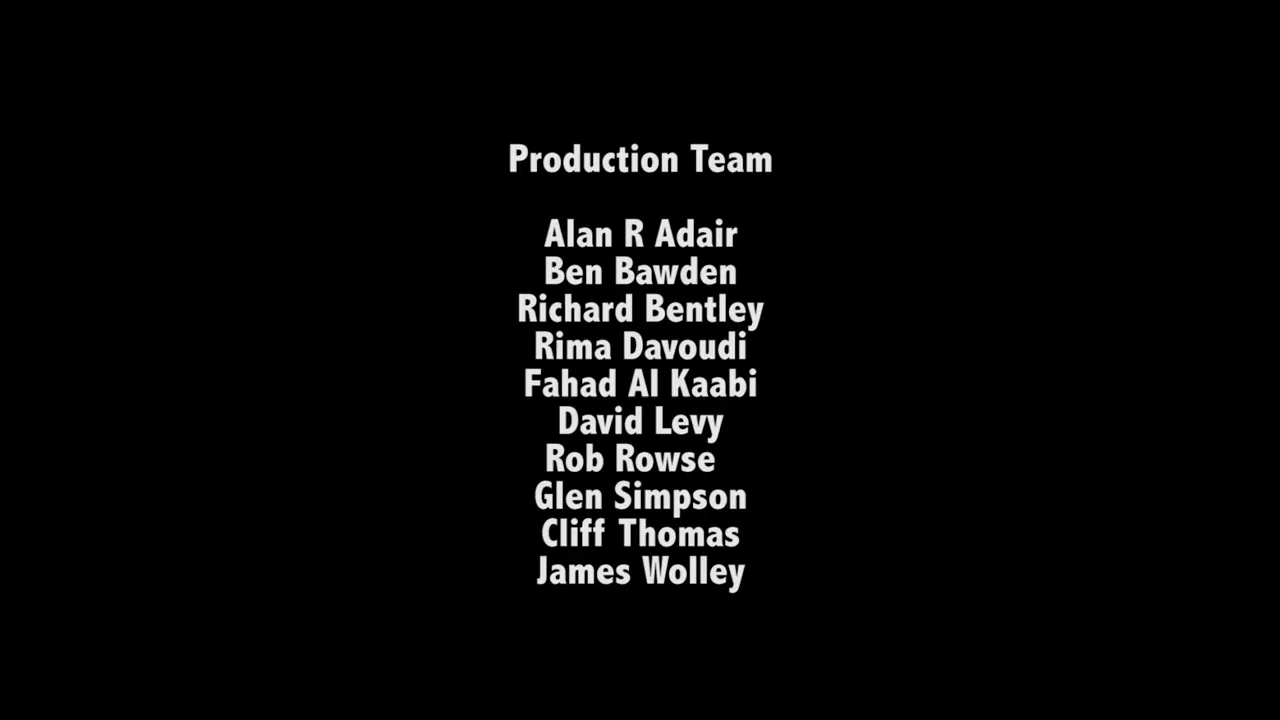 Production Team
Alan R Adair
Ben Bawden
Richard Bentley
Rima Davoudi
Fahad Al Kaabi
David Levy
Rob Rowse
Glen Simpson
Cliff Thomas
James Wolley